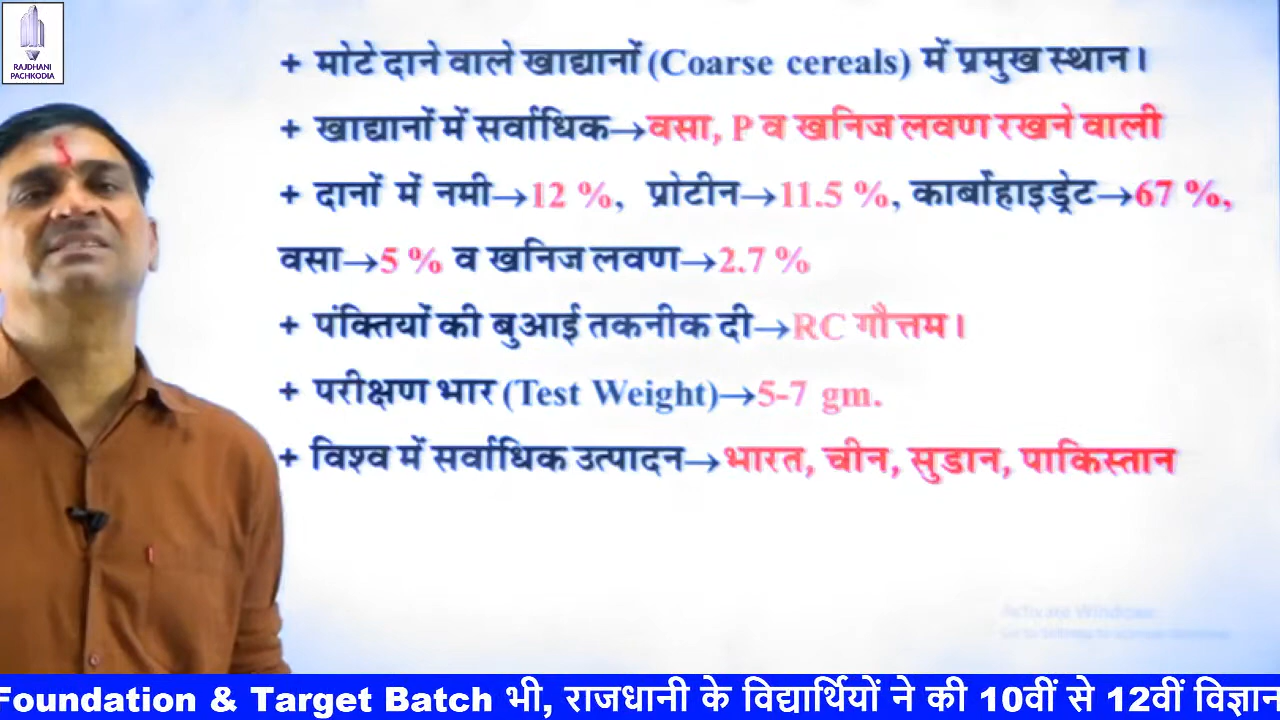 RAJDHANI
PACHKODIA
+ मोटे दाने वाले खाद्यानों (Coarse cereals) में प्रमुख स्थान।
+ खाद्यानों में सर्वाधिक→वसा, P व खनिज लवण रखने वाली
+ दानों में नमी→12 %, प्रोटीन→11.5 %, कार्बोहाइड्रेट→67 %,
वसा→5 % व खनिज लवण→2.7 %
+ पंक्तियों की बुआई तकनीक दी→RC गौत्तम।
+ परीक्षण भार (Test Weight)→5-7 gm.
+ विश्व में सर्वाधिक उत्पादन→भारत, चीन, सुडान, पाकिस्तान
Activate Windows
Foundation & Target Batch भी, राजधानी के विद्यार्थियों ने की 10वीं से 12वीं विज्ञान